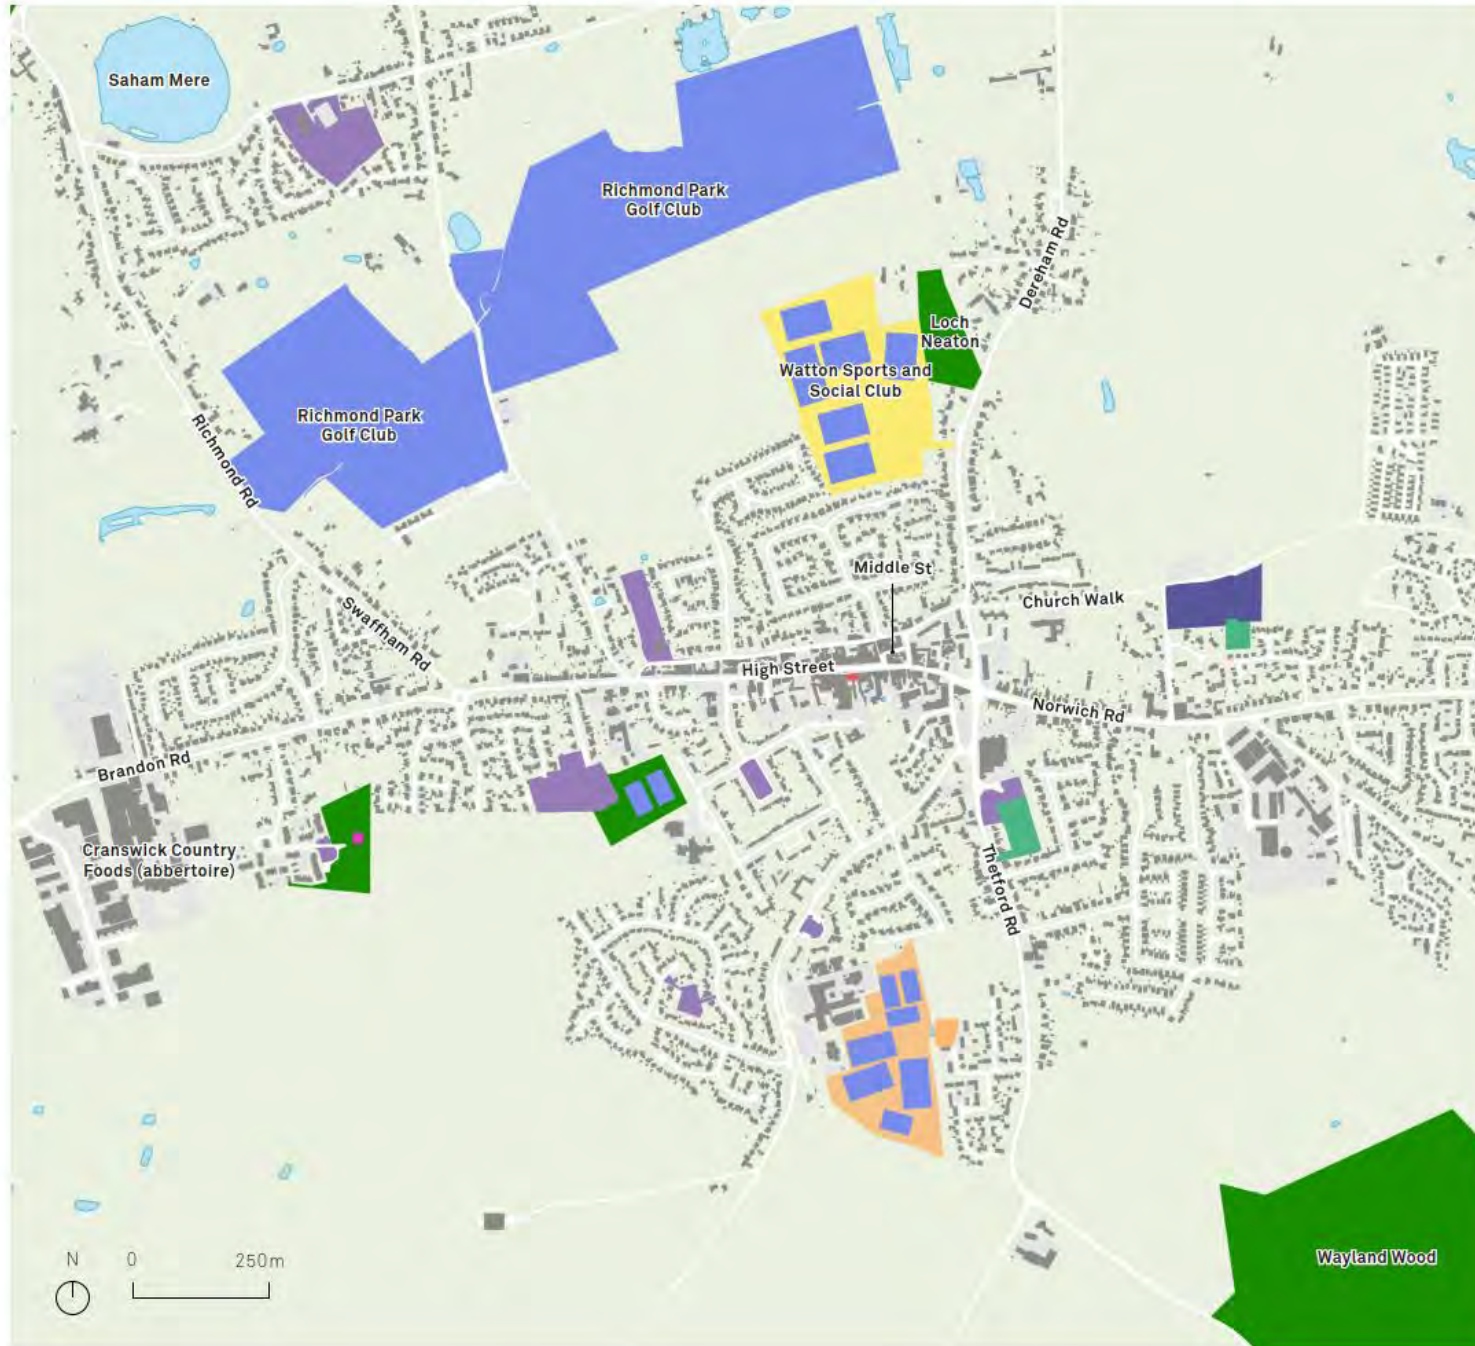 Saham Mere
Richmond Park
Golf Club
Dereham Rd
Loch
Neaton
Watton Sports and
Social Club
Richmond Park
Golf Club
Richmond Rd
Middle St
Church Walk
Swaffham Rd
High Street
Norwich Rd
Brandon Rd
Cranswick Country
Foods (abbertoire)
Thetford Rd
Wayland Wood
N
0
250m